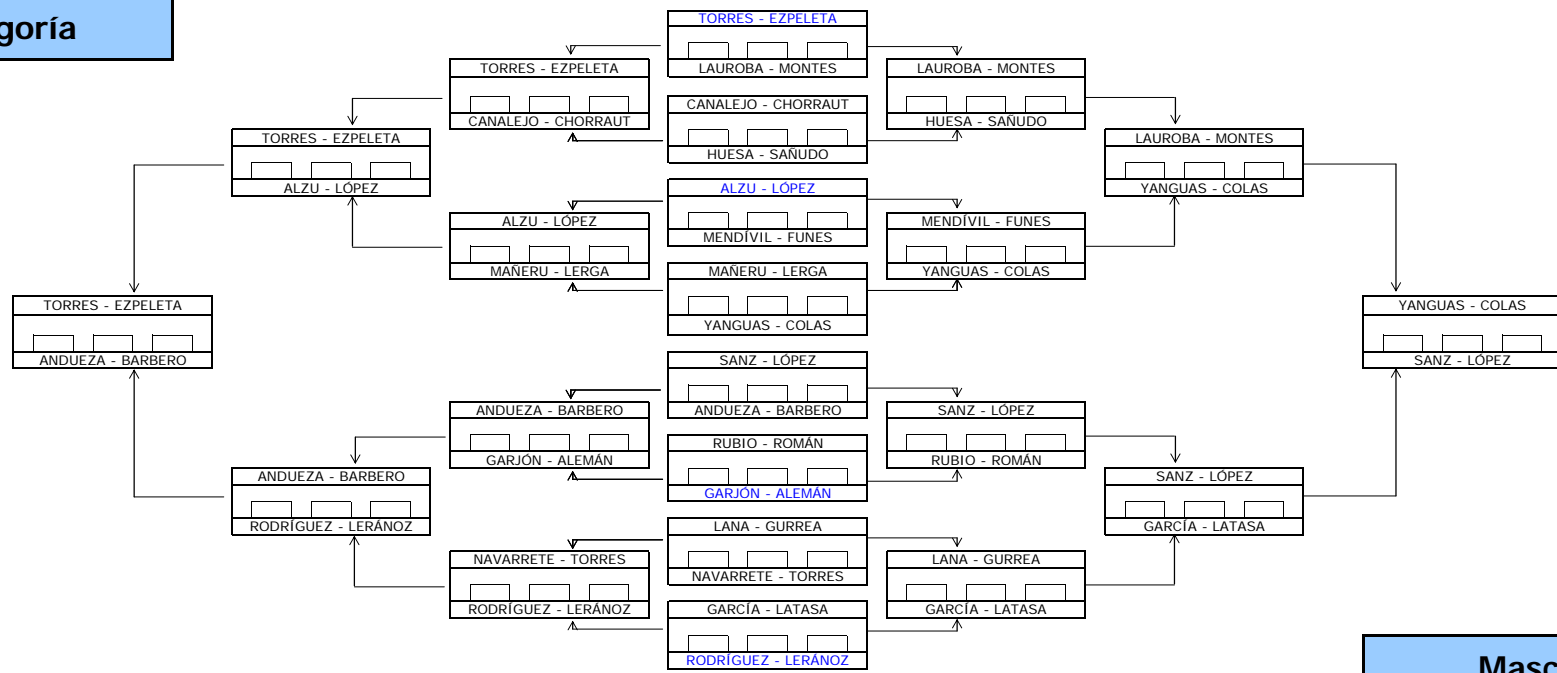 goría
TORRES - EZPELETA
LAUROBA - MONTES
TORRES - EZPELETA
CANALEJO - CHORRAUT
LAUROBA - MONTES
HUESA - SAÑUDO
CANALEJO - CHORRAUT
HUESA - SAÑUDO
TORRES - EZPELETA
ALZU - LÓPEZ
LAUROBA - MONTES
YANGUAS - COLAS
ALZU - LÓPEZ
MENDÍVIL - FUNES
ALZU - LÓPEZ
MAÑERU - LERGA
MENDÍVIL - FUNES
YANGUAS - COLAS
MAÑERU - LERGA
YANGUAS - COLAS
TORRES - EZPELETA
ANDUEZA - BARBERO
YANGUAS - COLAS
SANZ - LÓPEZ
SANZ - LÓPEZ
ANDUEZA - BARBERO
ANDUEZA - BARBERO
GARJÓN - ALEMÁN
SANZ - LÓPEZ
RUBIO - ROMÁN
RUBIO - ROMÁN
GARJÓN - ALEMÁN
ANDUEZA - BARBERO
RODRÍGUEZ - LERÁNOZ
SANZ - LÓPEZ
GARCÍA - LATASA
LANA - GURREA
NAVARRETE - TORRES
NAVARRETE - TORRES
RODRÍGUEZ - LERÁNOZ
LANA - GURREA
GARCÍA - LATASA
GARCÍA - LATASA
RODRÍGUEZ - LERÁNOZ
Masc